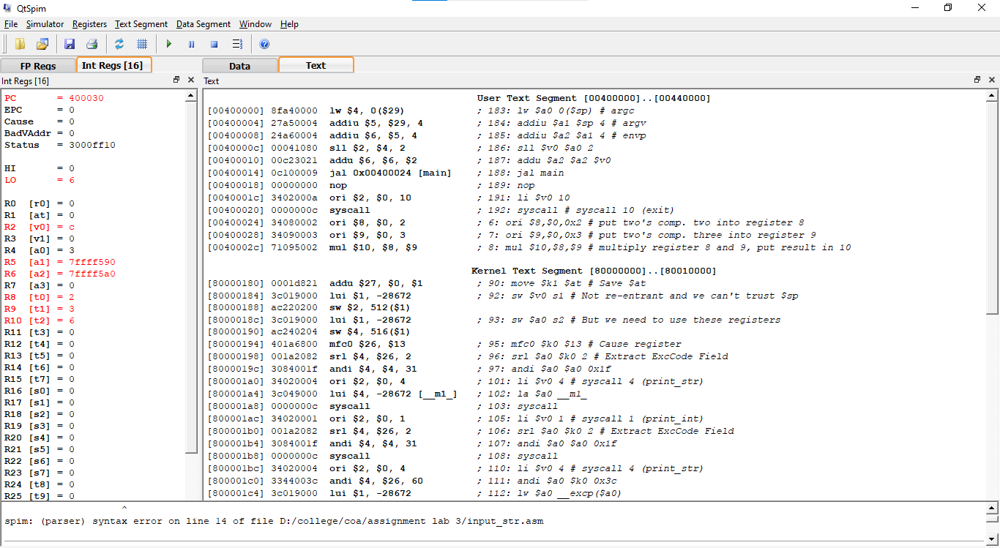 QtSpim
File Simulator Registers Text Segment Data Segment Window Help
FP Regs Int Regs [16] Data Text
Int Regs [16] Text
PC = 400030
EPC = 0
Cause = 0
BadVAddr = 0
Status = 3000ff10
HI = 0
LO = 6
R0 [r0] = 0
R1 [at] = 0
R2 [v0] = c
R3 [v1] = 0
R4 [a0] = 3
R5 [a1] = 7ffff590
R6 [a2] = 7ffff5a0
R7 [a3] = 0
R8 [t0] = 2
R9 [t1] = 3
R10 [t2] = 6
R11 [t3] = 0
R12 [t4] = 0
R13 [t5] = 0
R14 [t6] = 0
R15 [t7] = 0
R16 [s0] = 0
R17 [s1] = 0
R18 [s2] = 0
R19 [s3] = 0
R20 [s4] = 0
R21 [s5] = 0
R22 [s6] = 0
R23 [s7] = 0
R24 [t8] = 0
R25 [t9] = 0
User Text Segment [00400000]..[00440000]
[00400000] 8fa40000 lw $4, 0($29) ; 183: lw $a0 0($sp) # argc
[00400004] 27a50004 addiu $5, $29, 4 ; 184: addiu $a1 $sp 4 # argv
[00400008] 24a60004 addiu $6, $5, 4 ; 185: addiu $a2 $a1 4 # envp
[0040000c] 00041080 sll $2, $4, 2 ; 186: sll $v0 $a0 2
[00400010] 00c23021 addu $6, $6, $2 ; 187: addu $a2 $a2 $v0
[00400014] 0c100009 jal 0x00400024 [main] ; 188: jal main
[00400018] 00000000 nop ; 189: nop
[0040001c] 3402000a ori $2, $0, 10 ; 191: li $v0 10
[00400020] 0000000c syscall ; 192: syscall # syscall 10 (exit)
[00400024] 34080002 ori $8, $0, 2 ; 6: ori $8,$0,0x2 # put two's comp. two into register 8
[00400028] 34090003 ori $9, $0, 3 ; 7: ori $9,$0,0x3 # put two's comp. three into register 9
[0040002c] 71095002 mul $10, $8, $9 ; 8: mul $10,$8,$9 # multiply register 8 and 9, put result in 10
Kernel Text Segment [80000000]..[80010000]
[80000180] 0001d821 addu $27, $0, $1 ; 90: move $k1 $at # Save $at
[80000184] 3c019000 lui $1, -28672 ; 92: sw $v0 s1 # Not re-entrant and we can't trust $sp
[80000188] ac220200 sw $2, 512($1)
[8000018c] 3c019000 lui $1, -28672 ; 93: sw $a0 s2 # But we need to use these registers
[80000190] ac240204 sw $4, 516($1)
[80000194] 401a6800 mfc0 $26, $13 ; 95: mfc0 $k0 $13 # Cause register
[80000198] 001a2082 srl $4, $26, 2 ; 96: srl $a0 $k0 2 # Extract ExcCode Field
[8000019c] 3084001f andi $4, $4, 31 ; 97: andi $a0 $a0 0x1f
[800001a0] 34020004 ori $2, $0, 4 ; 101: li $v0 4 # syscall 4 (print_str)
[800001a4] 3c049000 lui $4, -28672 [__m1_] ; 102: la $a0 __m1_
[800001a8] 0000000c syscall ; 103: syscall
[800001ac] 34020001 ori $2, $0, 1 ; 105: li $v0 1 # syscall 1 (print_int)
[800001b0] 001a2082 srl $4, $26, 2 ; 106: srl $a0 $k0 2 # Extract ExcCode Field
[800001b4] 3084001f andi $4, $4, 31 ; 107: andi $a0 $a0 0x1f
[800001b8] 0000000c syscall ; 108: syscall
[800001bc] 34020004 ori $2, $0, 4 ; 110: li $v0 4 # syscall 4 (print_str)
[800001c0] 3344003c andi $4, $26, 60 ; 111: andi $a0 $k0 0x3c
[800001c4] 3c019000 lui $1, -28672 ; 112: lw $a0 __excp($a0)
^
spim: (parser) syntax error on line 14 of file D:/college/coa/assignment lab 3/input_str.asm